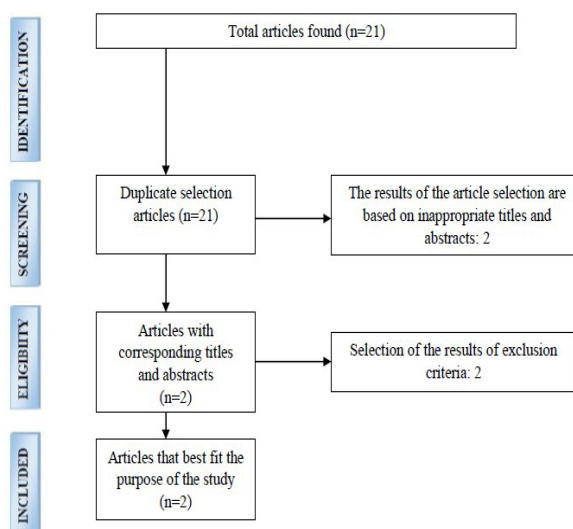 IDENTIFICATION
Total articles found (n=21)
SCREENING
Duplicate selection
articles (n=21)
The results of the article selection are
based on inappropriate titles and
abstracts: 2
ELIGIBIITY
Articles with
corresponding titles
and abstracts
(n=2)
Selection of the results of exclusion
criteria: 2
INCLUDED
Articles that best fit the
purpose of the study
(n=2)